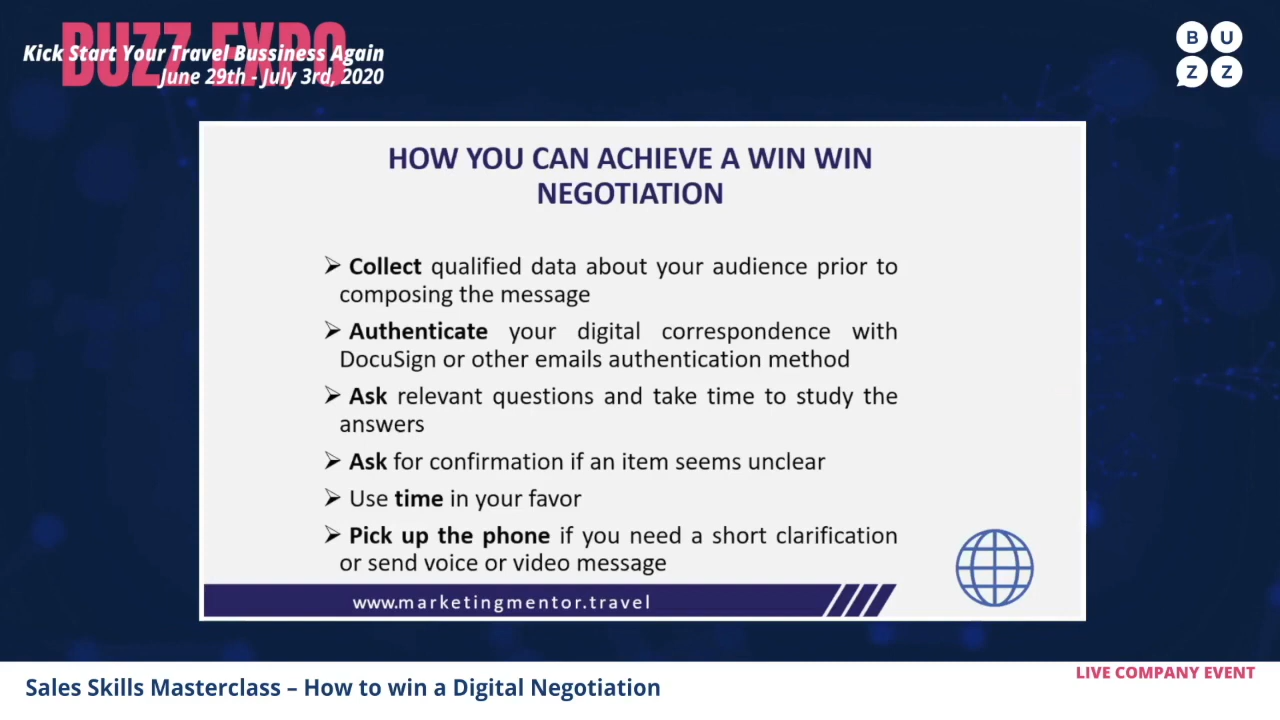 BUZZ EXPO
Kick Start Your Travel Bussiness Again
June 29th - July 3rd, 2020
B U
Z Z
HOW YOU CAN ACHIEVE A WIN WIN
NEGOTIATION
➢ Collect qualified data about your audience prior to
composing the message
➢ Authenticate your digital correspondence with
DocuSign or other emails authentication method
➢ Ask relevant questions and take time to study the
answers
➢ Ask for confirmation if an item seems unclear
➢ Use time in your favor
➢ Pick up the phone if you need a short clarification
or send voice or video message
www.marketingmentor.travel
LIVE COMPANY EVENT
Sales Skills Masterclass – How to win a Digital Negotiation